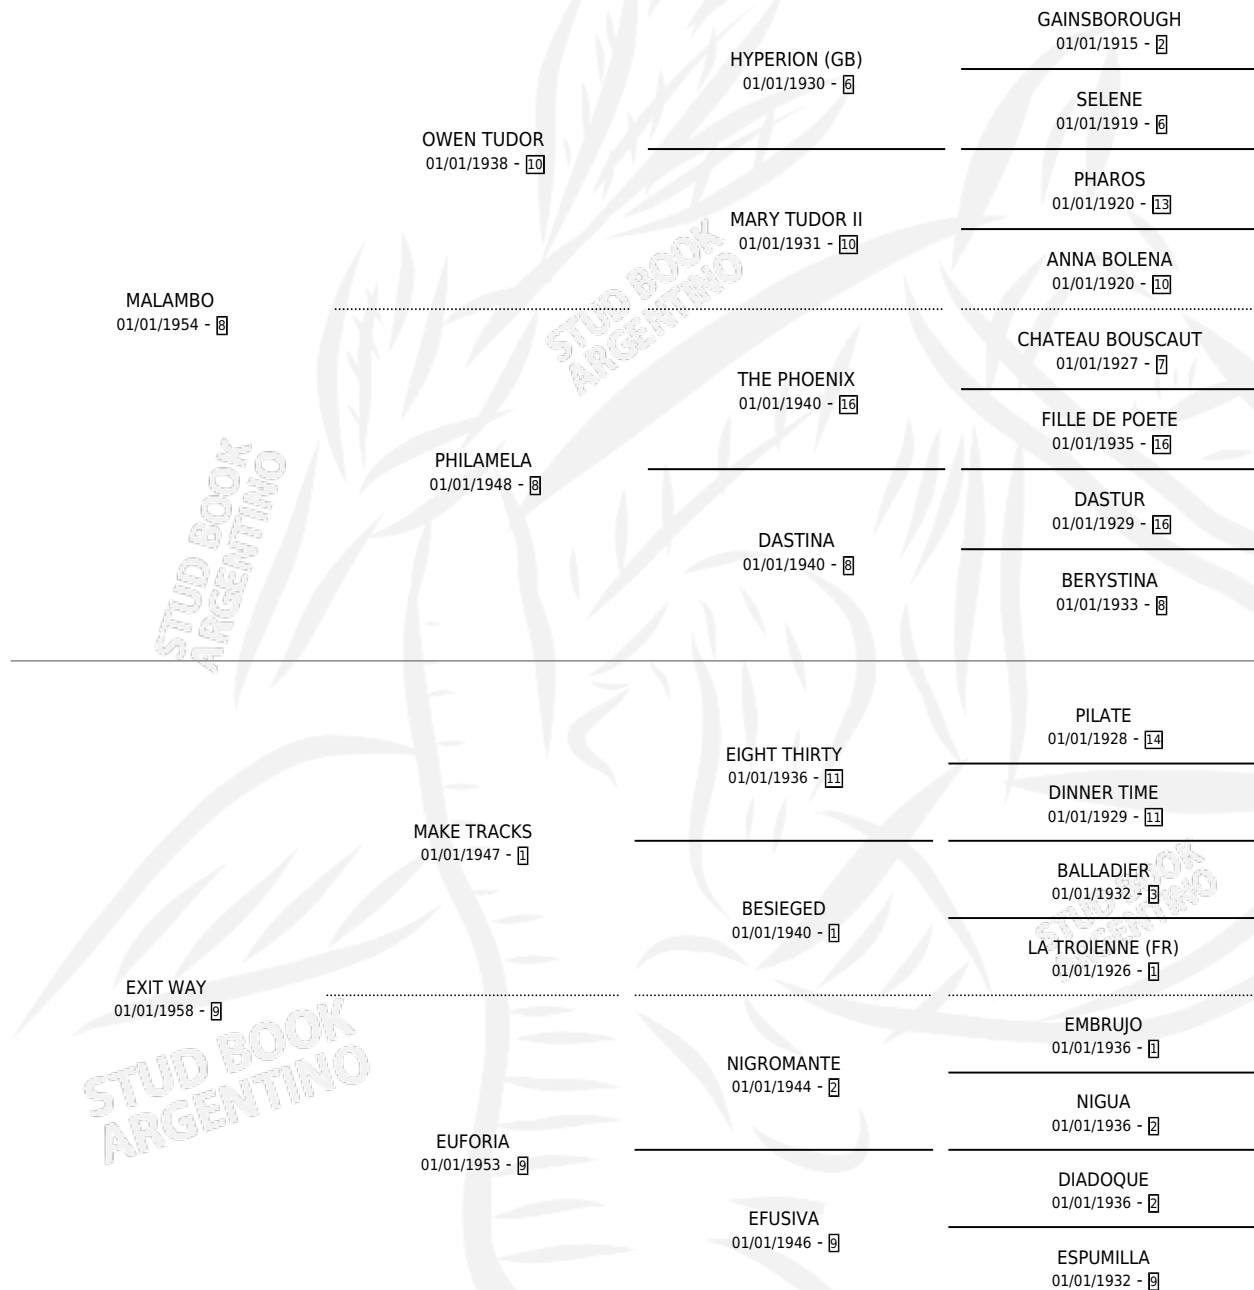 GAINSBOROUGH
01/01/1915 - 2
HYPERION (GB)
01/01/1930 - 6
SELENE
01/01/1919 - 6
OWEN TUDOR
01/01/1938 - 10
PHAROS
01/01/1920 - 13
MARY TUDOR II
01/01/1931 - 10
ANNA BOLENA
01/01/1920 - 10
MALAMBO
01/01/1954 - 8
CHATEAU BOUSCAUT
01/01/1927 - 7
THE PHOENIX
01/01/1940 - 16
FILLE DE POETE
01/01/1935 - 16
PHILAMELA
01/01/1948 - 8
DASTUR
01/01/1929 - 16
DASTINA
01/01/1940 - 8
BERYSTINA
01/01/1933 - 8
PILATE
01/01/1928 - 14
EIGHT THIRTY
01/01/1936 - 11
DINNER TIME
01/01/1929 - 11
MAKE TRACKS
01/01/1947 - 1
BALLADIER
01/01/1932 - 3
BESIEGED
01/01/1940 - 1
LA TROIENNE (FR)
01/01/1926 - 1
EXIT WAY
01/01/1958 - 9
EMBRUJO
01/01/1936 - 1
NIGROMANTE
01/01/1944 - 2
NIGUA
01/01/1936 - 2
EUFORIA
01/01/1953 - 9
DIADOQUE
01/01/1936 - 2
EFUSIVA
01/01/1946 - 9
ESPUMILLA
01/01/1932 - 9
STUD BOOK
ARGENTINO
STUD BOOK
ARGENTINO
STUD BOOK
ARGENTINO
STUD BOOK
ARGENTINO